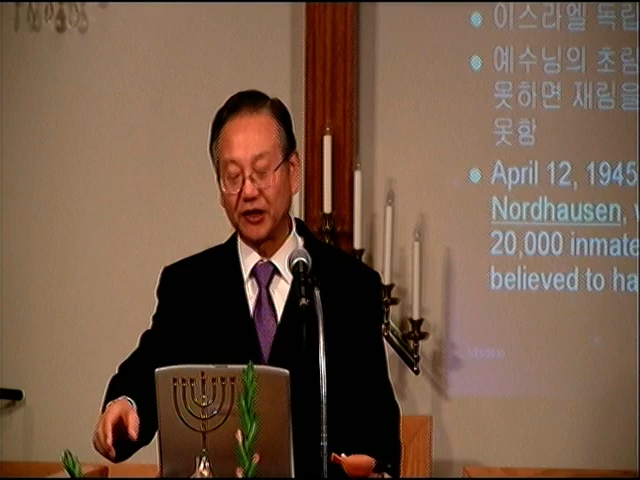 이스라엘 독립
예수님의 초림
못하면 재림을
못함
April 12, 1945
Nordhausen,
20,000 inmate
believed to ha